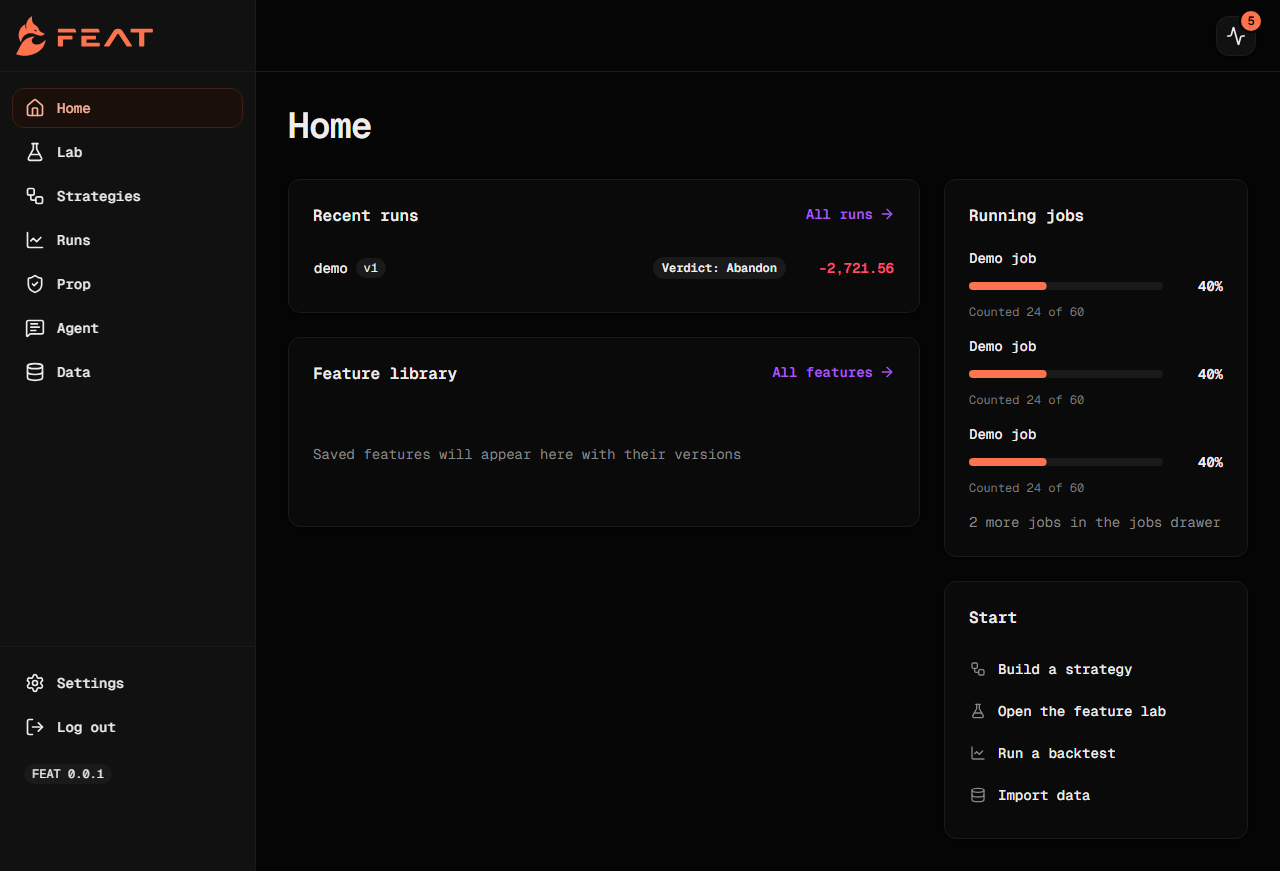 FEAT
5
Home
Lab
Strategies
Runs
Prop
Agent
Data
Settings
Log out
FEAT 0.0.1
Home
Recent runs
All runs →
demo v1 Verdict: Abandon -2,721.56
Feature library
All features →
Saved features will appear here with their versions
Running jobs
Demo job
40%
Counted 24 of 60
Demo job
40%
Counted 24 of 60
Demo job
40%
Counted 24 of 60
2 more jobs in the jobs drawer
Start
Build a strategy
Open the feature lab
Run a backtest
Import data